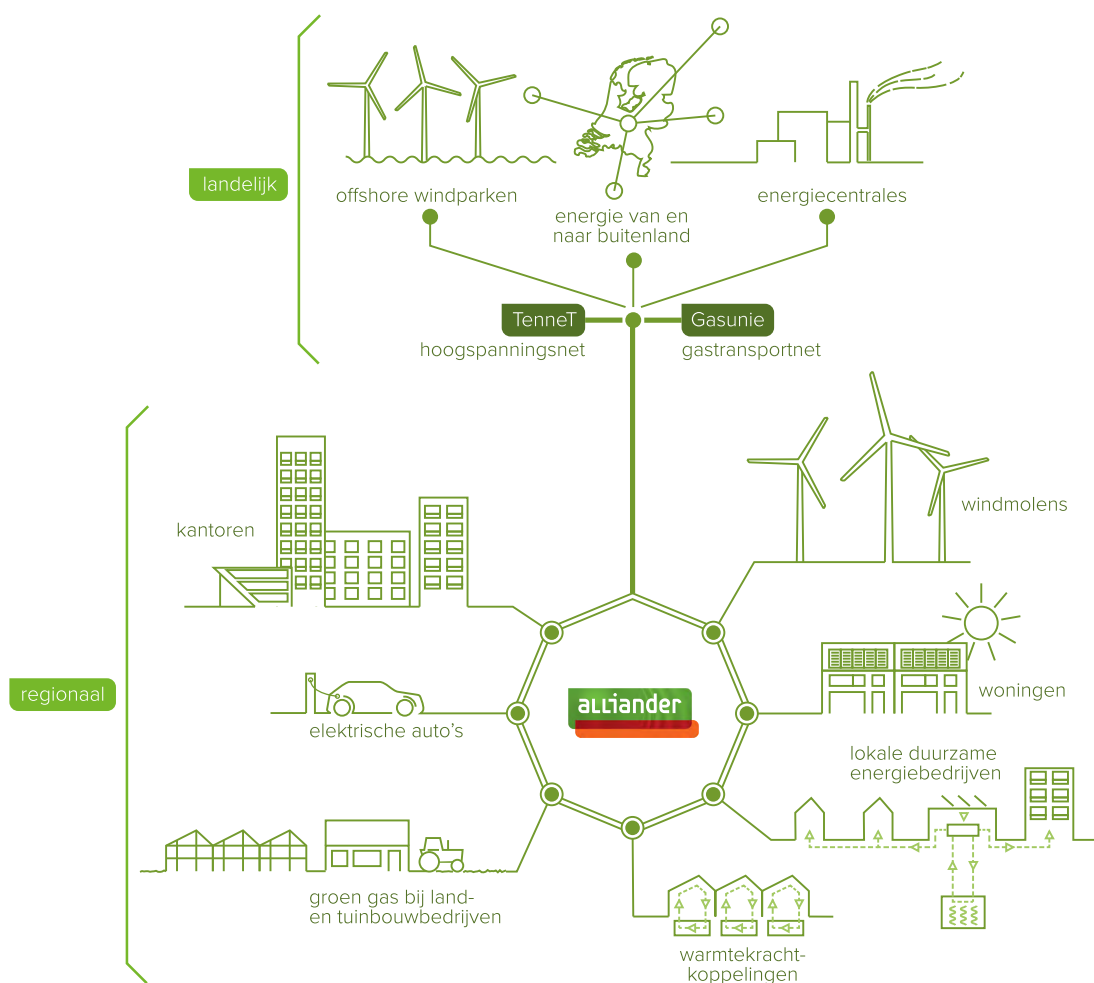 landelijk
offshore windparken
energie van en
naar buitenland
energiecentrales
TenneT
hoogspanningsnet
Gasunie
gastransportnet
regionaal
kantoren
windmolens
elektrische auto's
alliander
woningen
lokale duurzame
energiebedrijven
groen gas bij land-
en tuinbouwbedrijven
warmtekracht-
koppelingen